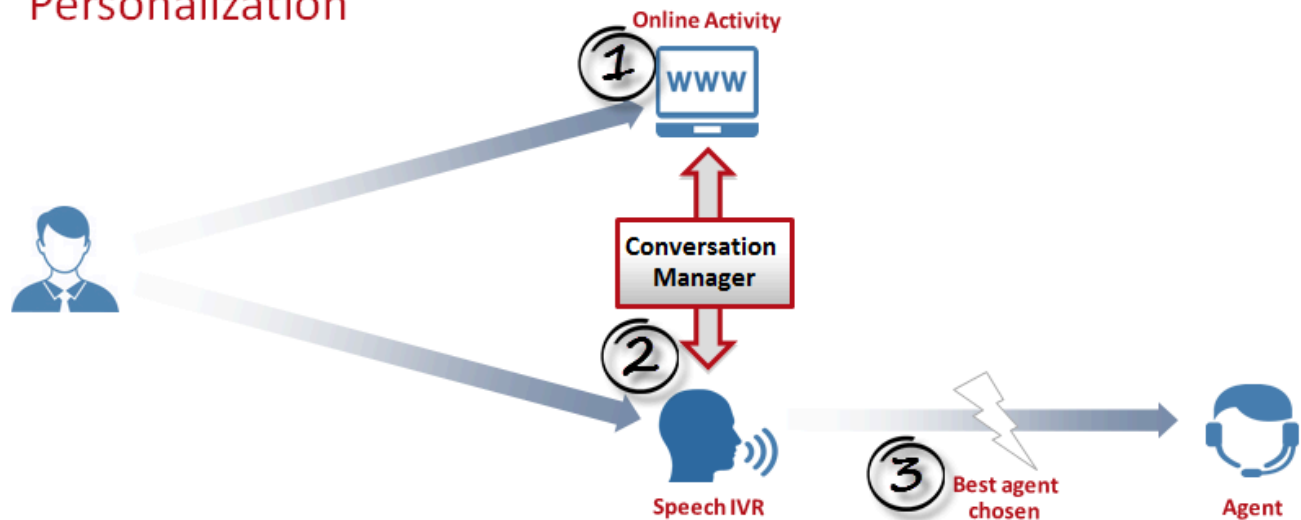 Personalization
Online Activity
1
WWW
Conversation
Manager
2
3
Best agent
chosen
Speech IVR
Agent